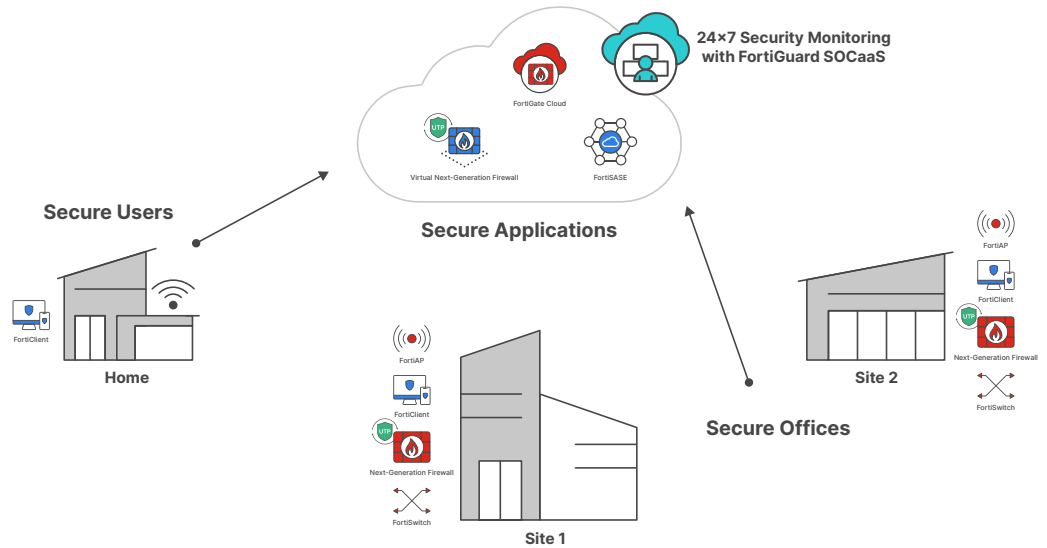 24×7 Security Monitoring
with FortiGuard SOCaaS
FortiGate Cloud
UTP
Virtual Next-Generation Firewall
FortiSASE
Secure Applications
Secure Users
FortiClient
Home
FortiAP
FortiClient
UTP
Next-Generation Firewall
FortiSwitch
Site 1
Secure Offices
FortiAP
FortiClient
UTP
Next-Generation Firewall
FortiSwitch
Site 2